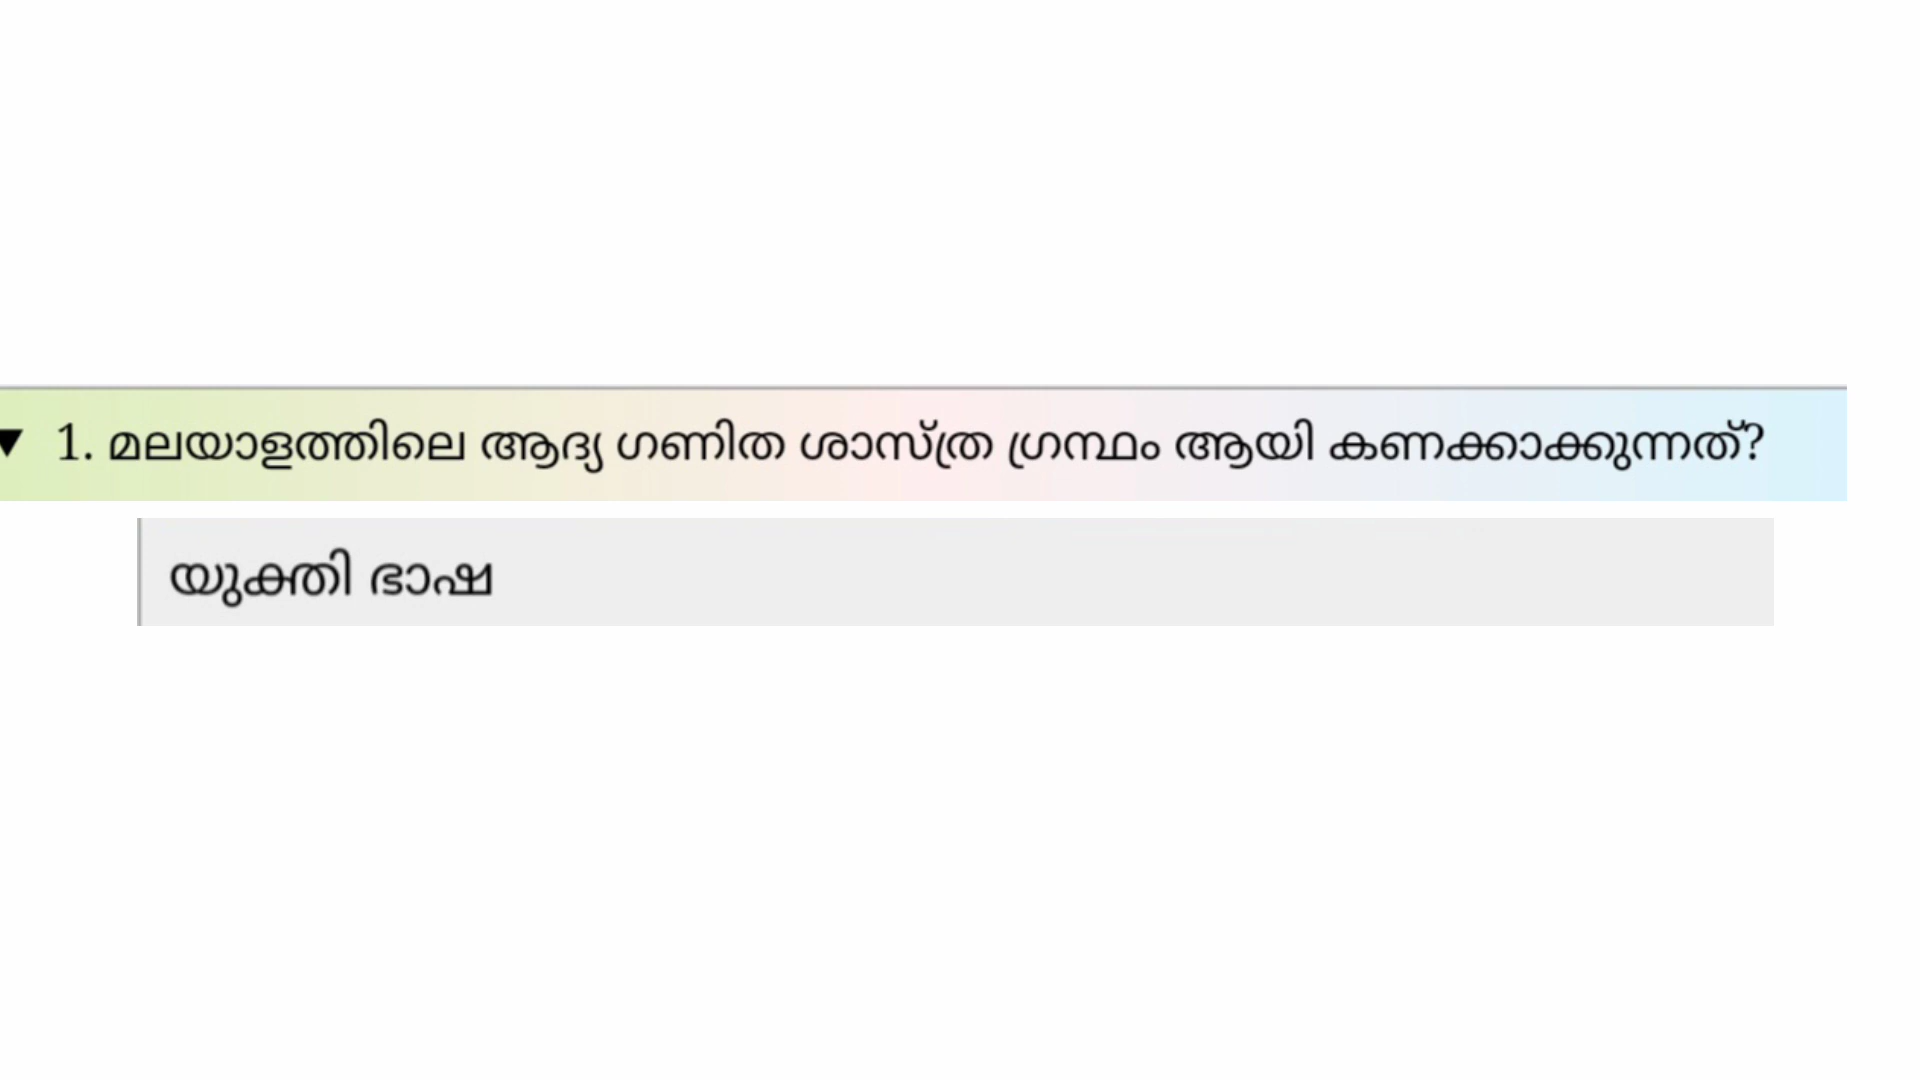 1. മലയാളത്തിലെ ആദ്യ ഗണിത ശാസ്ത്ര ഗ്രന്ഥം ആയി കണക്കാക്കുന്നത്?
യുക്തി ഭാഷ